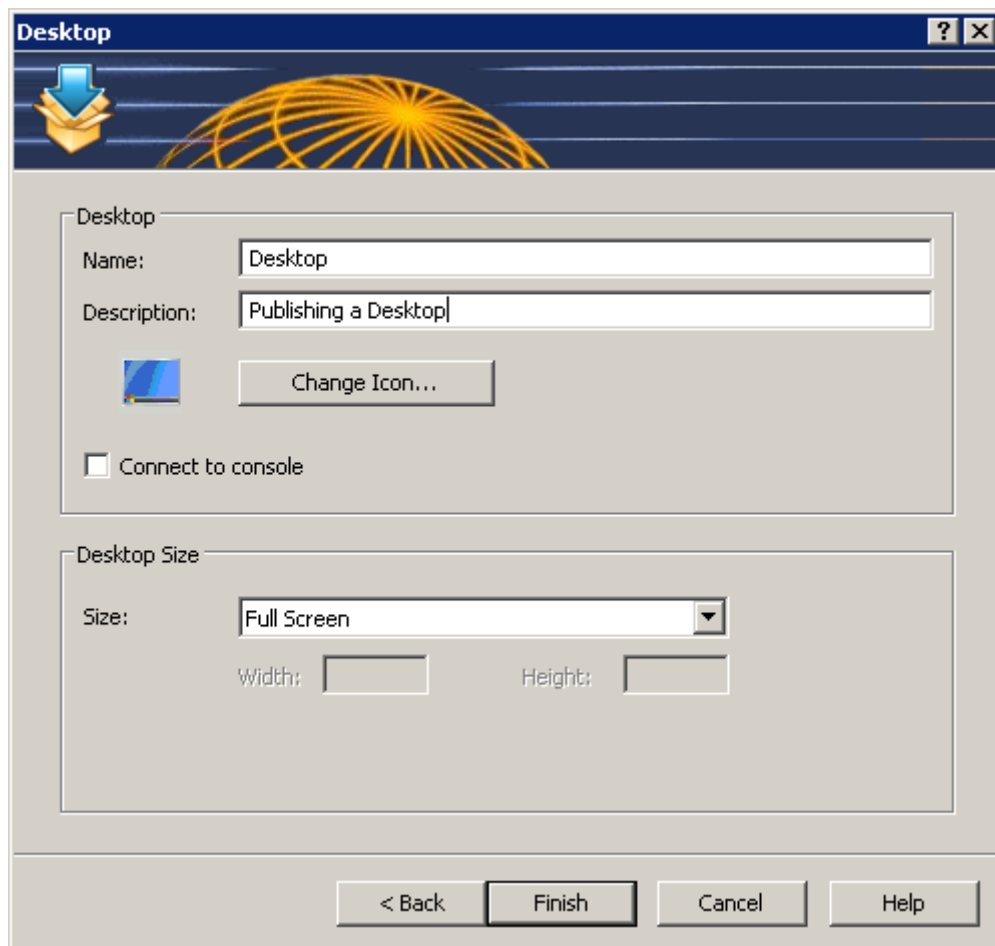 Desktop
Desktop
Name: Desktop
Description: Publishing a Desktop
Change Icon...
Connect to console
Desktop Size
Size: Full Screen
Width: Height:
< Back Finish Cancel Help